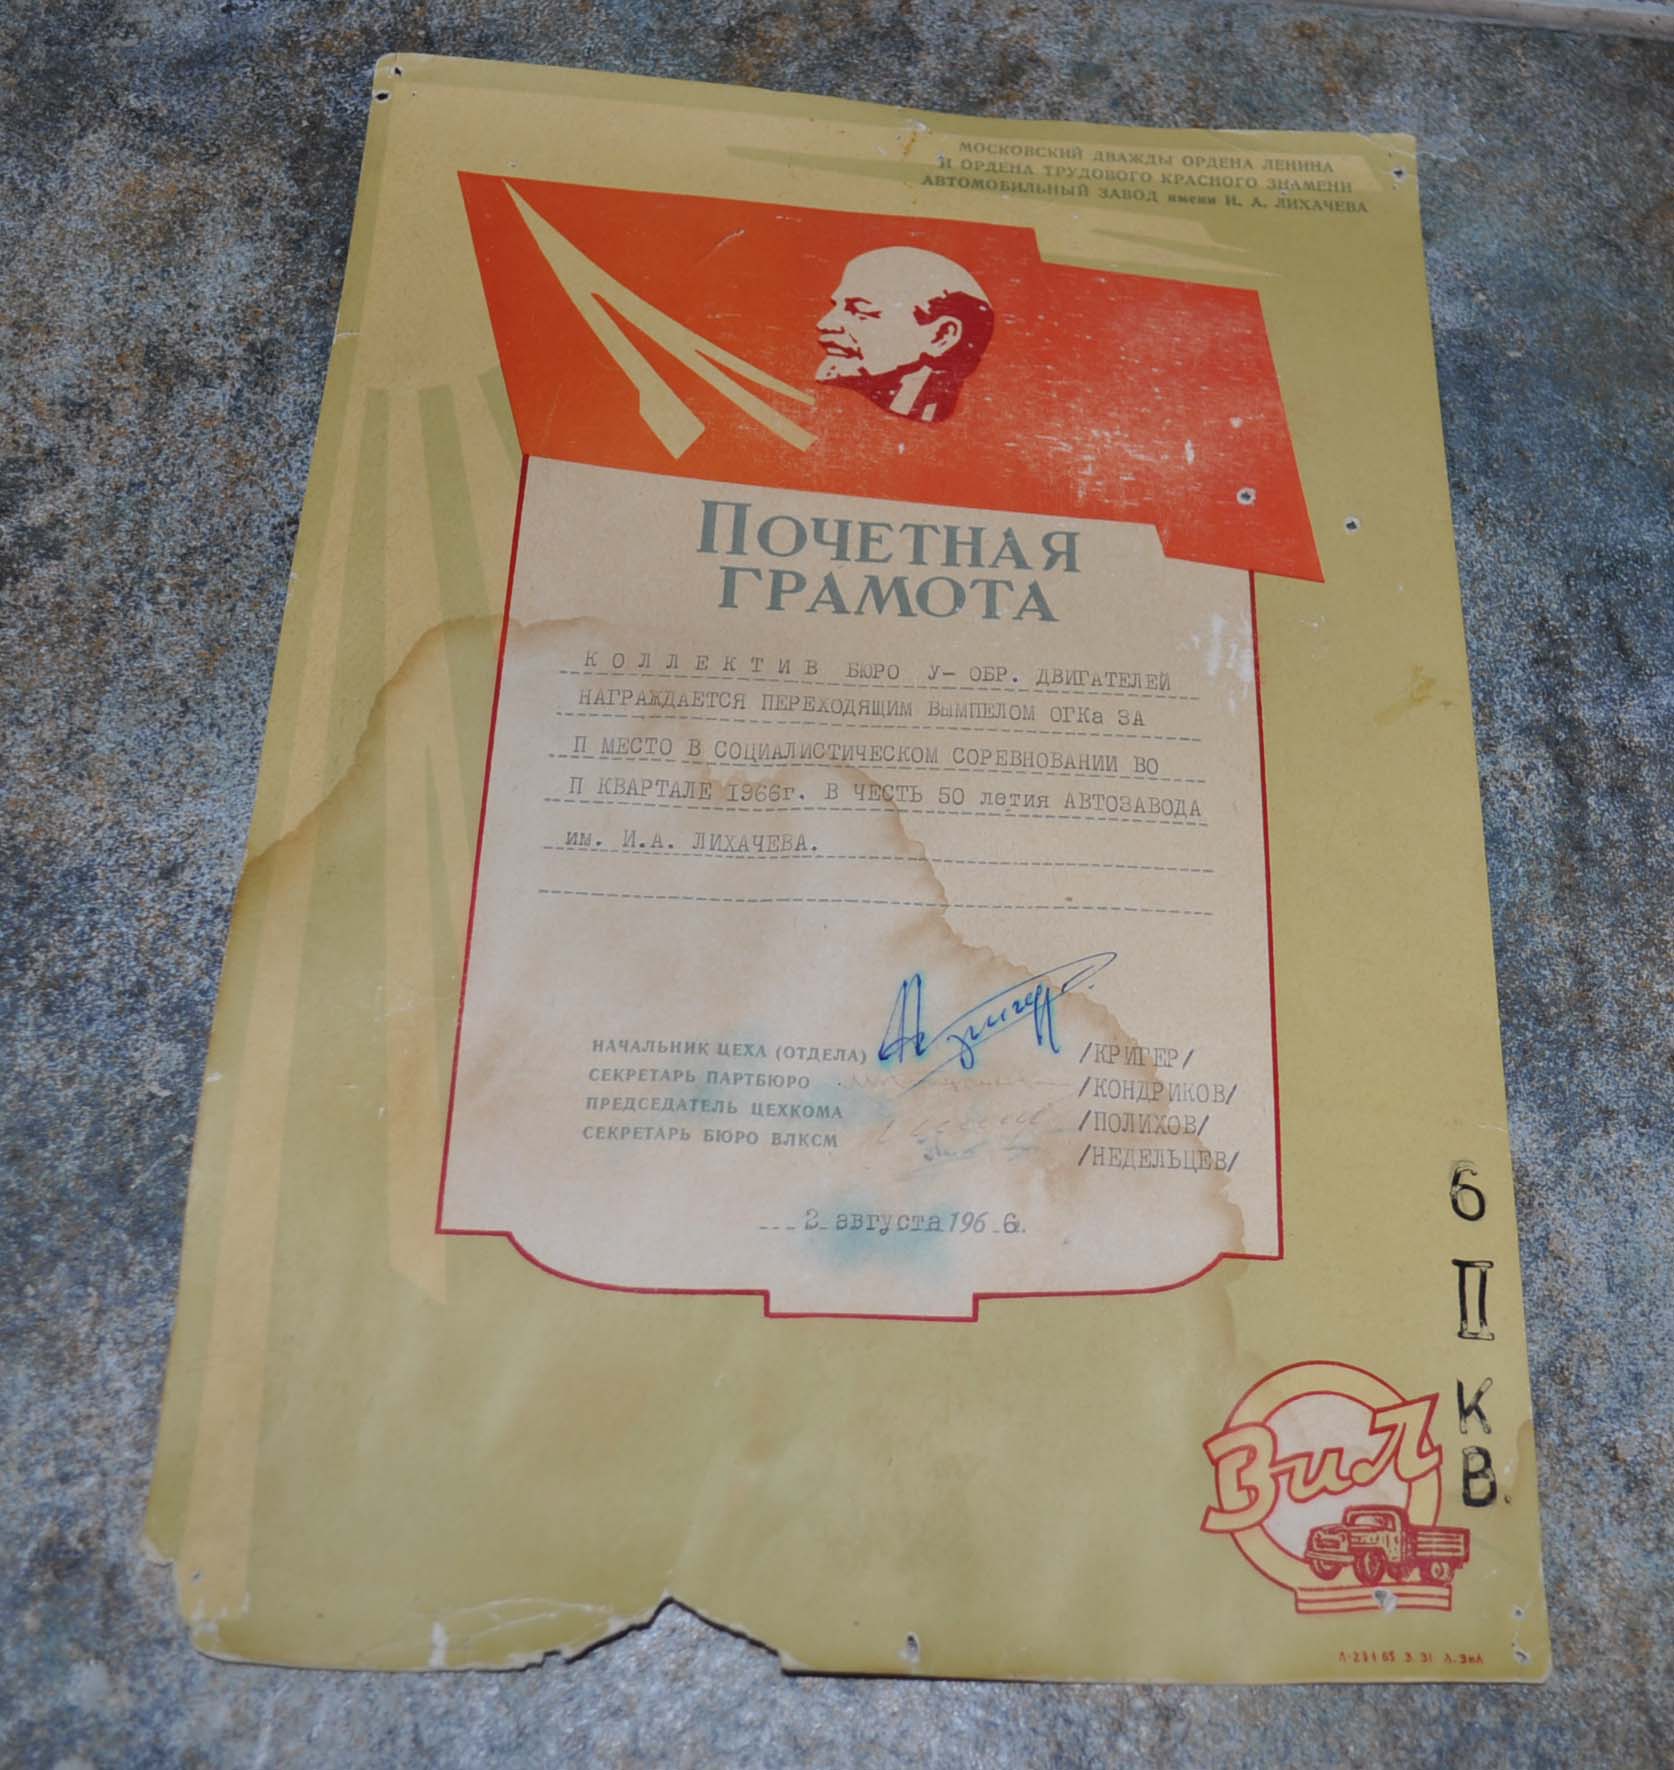 МОСКОВСКИЙ ДВАЖДЫ ОРДЕНА ЛЕНИНА
И ОРДЕНА ТРУДОВОГО КРАСНОГО ЗНАМЕНИ
АВТОМОБИЛЬНЫЙ ЗАВОД имени И. А. ЛИХАЧЕВА
ПОЧЕТНАЯ
ГРАМОТА
КОЛЛЕКТИВ БЮРО У- ОБР. ДВИГАТЕЛЕЙ
НАГРАЖДАЕТСЯ ПЕРЕХОДЯЩИМ ВЫМПЕЛОМ ОГКа ЗА
П МЕСТО В СОЦИАЛИСТИЧЕСКОМ СОРЕВНОВАНИИ ВО
П КВАРТАЛЕ 1966г. В ЧЕСТЬ 50 летия АВТОЗАВОДА
им. И.А. ЛИХАЧЕВА.
НАЧАЛЬНИК ЦЕХА (ОТДЕЛА) /КРИГЕР/
СЕКРЕТАРЬ ПАРТБЮРО /КОНДРИКОВ/
ПРЕДСЕДАТЕЛЬ ЦЕХКОМА /ПОЛИХОВ/
СЕКРЕТАРЬ БЮРО ВЛКСМ /НЕДЕЛЬЦЕВ/
2 августа 196 6г.
6
II
К
В.
ЗиЛ